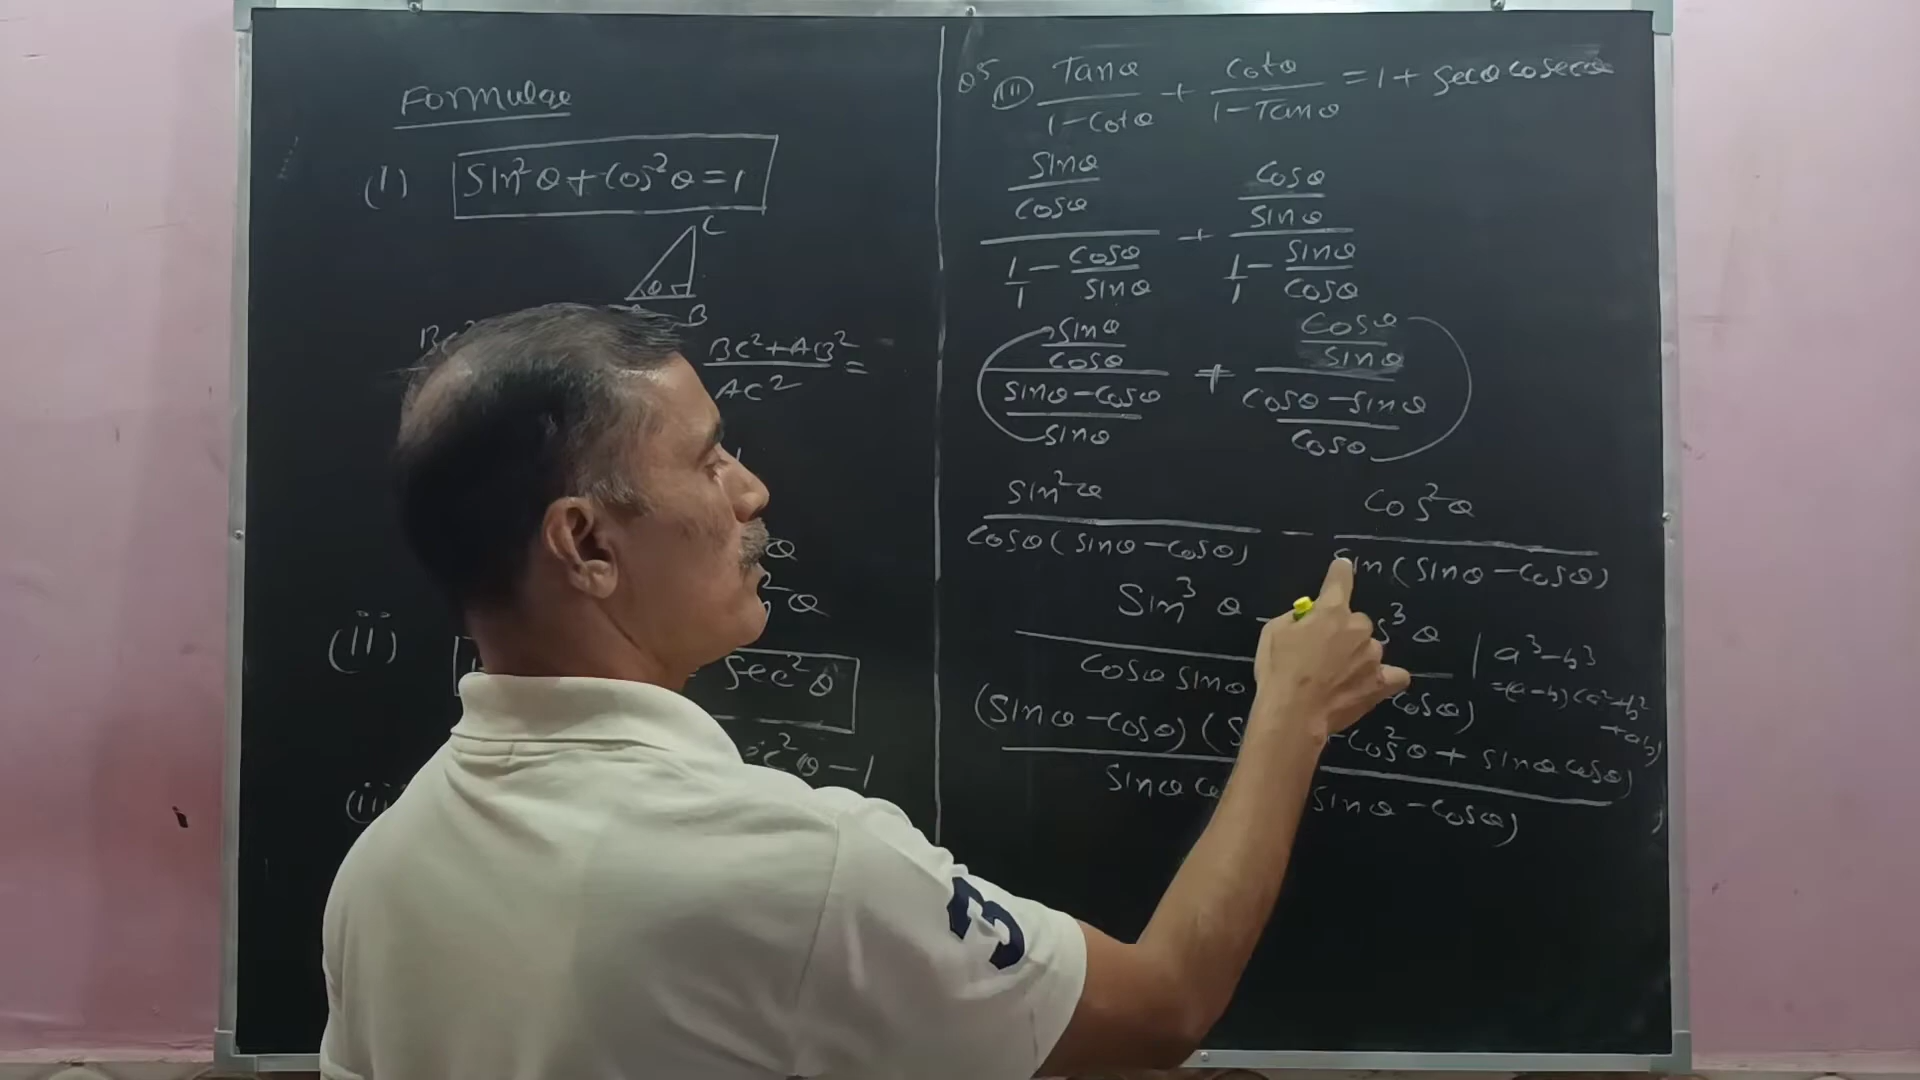 Formulae
(i) Sin²θ + Cos²θ = 1
C
θ
B
BC² + AB² =
AC²
θ
²θ
(ii) Sec²θ
c²θ - 1
(iii)
3
Q5 (iii) Tanθ + Cotθ = 1 + Secθ Cosecθ
1 - Cotθ 1 - Tanθ
Sinθ Cosθ
Cosθ + Sinθ
1 - Cosθ 1 - Sinθ
1 Sinθ 1 Cosθ
Sinθ Cosθ
Cosθ + Sinθ
Sinθ - Cosθ Cosθ - Sinθ
Sinθ Cosθ
Sin²θ - Cos²θ
Cosθ (Sinθ - Cosθ) Sin (Sinθ - Cosθ)
Sin³θ - s³θ
Cosθ Sinθ Cosθ)
a³ - b³
= (a - b) (a² + b²
+ ab)
(Sinθ - Cosθ) (S Cos²θ + Sinθ Cosθ)
Sinθ Sinθ - Cosθ)